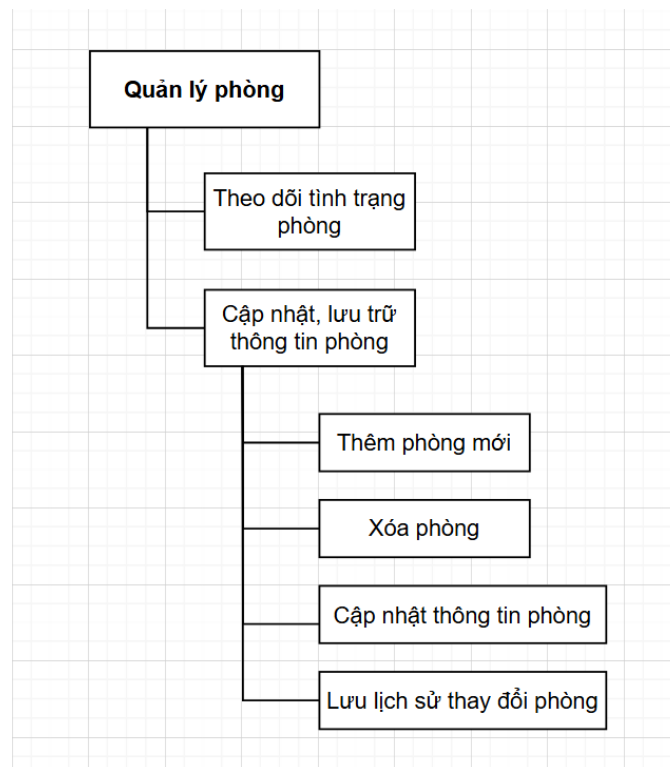 Quản lý phòng
Theo dõi tình trạng
phòng
Cập nhật, lưu trữ
thông tin phòng
Thêm phòng mới
Xóa phòng
Cập nhật thông tin phòng
Lưu lịch sử thay đổi phòng